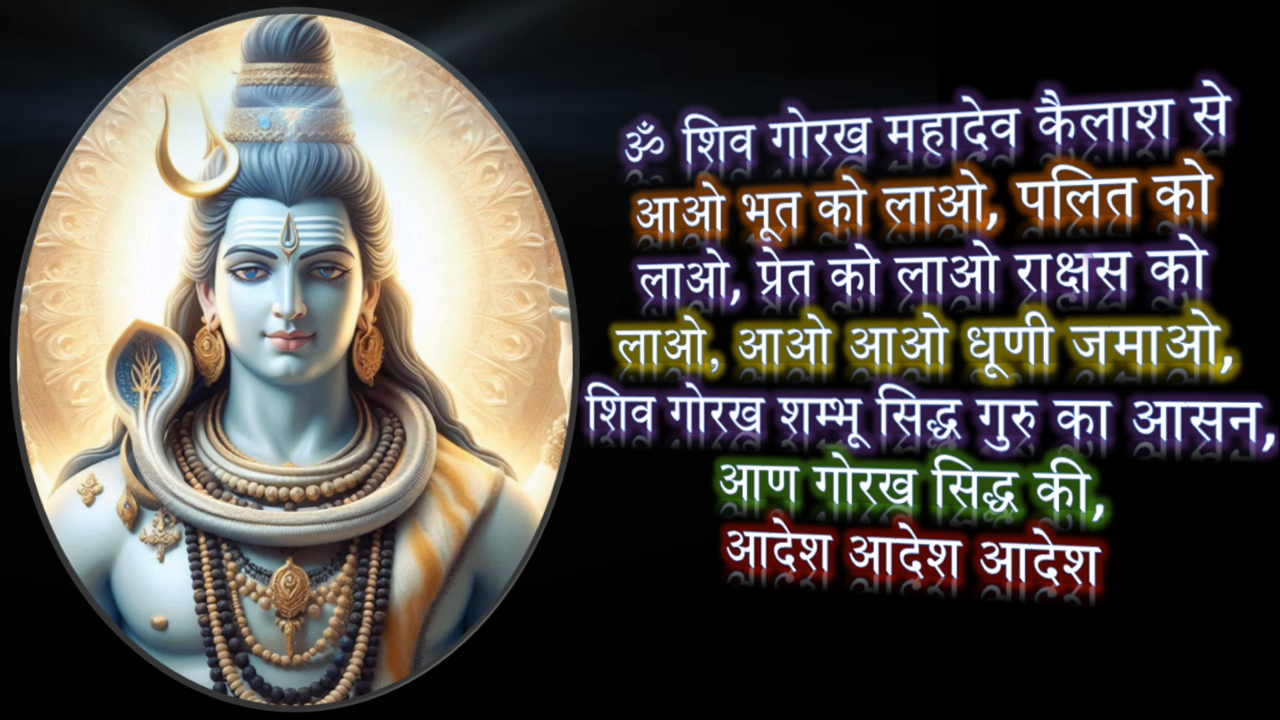 ॐ शिव गोरख महादेव कैलाश से
आओ भूत को लाओ, पलित को
लाओ, प्रेत को लाओ राक्षस को
लाओ, आओ आओ धूणी जमाओ,
शिव गोरख शम्भू सिद्ध गुरु का आसन,
आण गोरख सिद्ध की,
आदेश आदेश आदेश